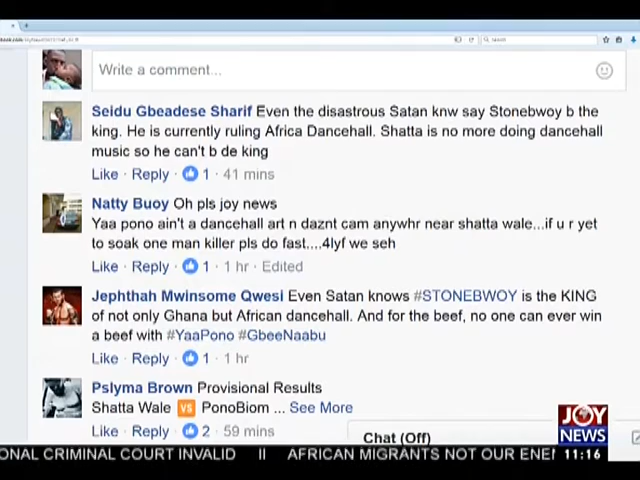 Write a comment...
Seidu Gbeadese Sharif Even the disastrous Satan knw say Stonebwoy b the
king. He is currently ruling Africa Dancehall. Shatta is no more doing dancehall
music so he can't b de king
Like · Reply · 1 · 41 mins
Natty Buoy Oh pls joy news
Yaa pono ain't a dancehall art n daznt cam anywhr near shatta wale...if u r yet
to soak one man killer pls do fast....4lyf we seh
Like · Reply · 1 · 1 hr · Edited
Jephthah Mwinsome Qwesi Even Satan knows #STONEBWOY is the KING
of not only Ghana but African dancehall. And for the beef, no one can ever win
a beef with #YaaPono #GbeeNaabu
Like · Reply · 1 · 1 hr
Pslyma Brown Provisional Results
Shatta Wale VS PonoBiom ... See More
Like · Reply · 2 · 59 mins
Chat (Off)
JOY
NEWS
ONAL CRIMINAL COURT INVALID II AFRICAN MIGRANTS NOT OUR ENE 11:16